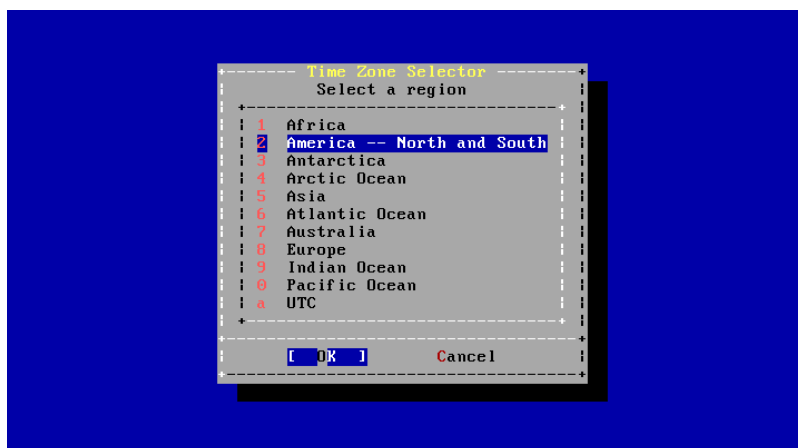 Time Zone Selector
Select a region
1 Africa
2 America -- North and South
3 Antarctica
4 Arctic Ocean
5 Asia
6 Atlantic Ocean
7 Australia
8 Europe
9 Indian Ocean
0 Pacific Ocean
a UTC
[ OK ] Cancel